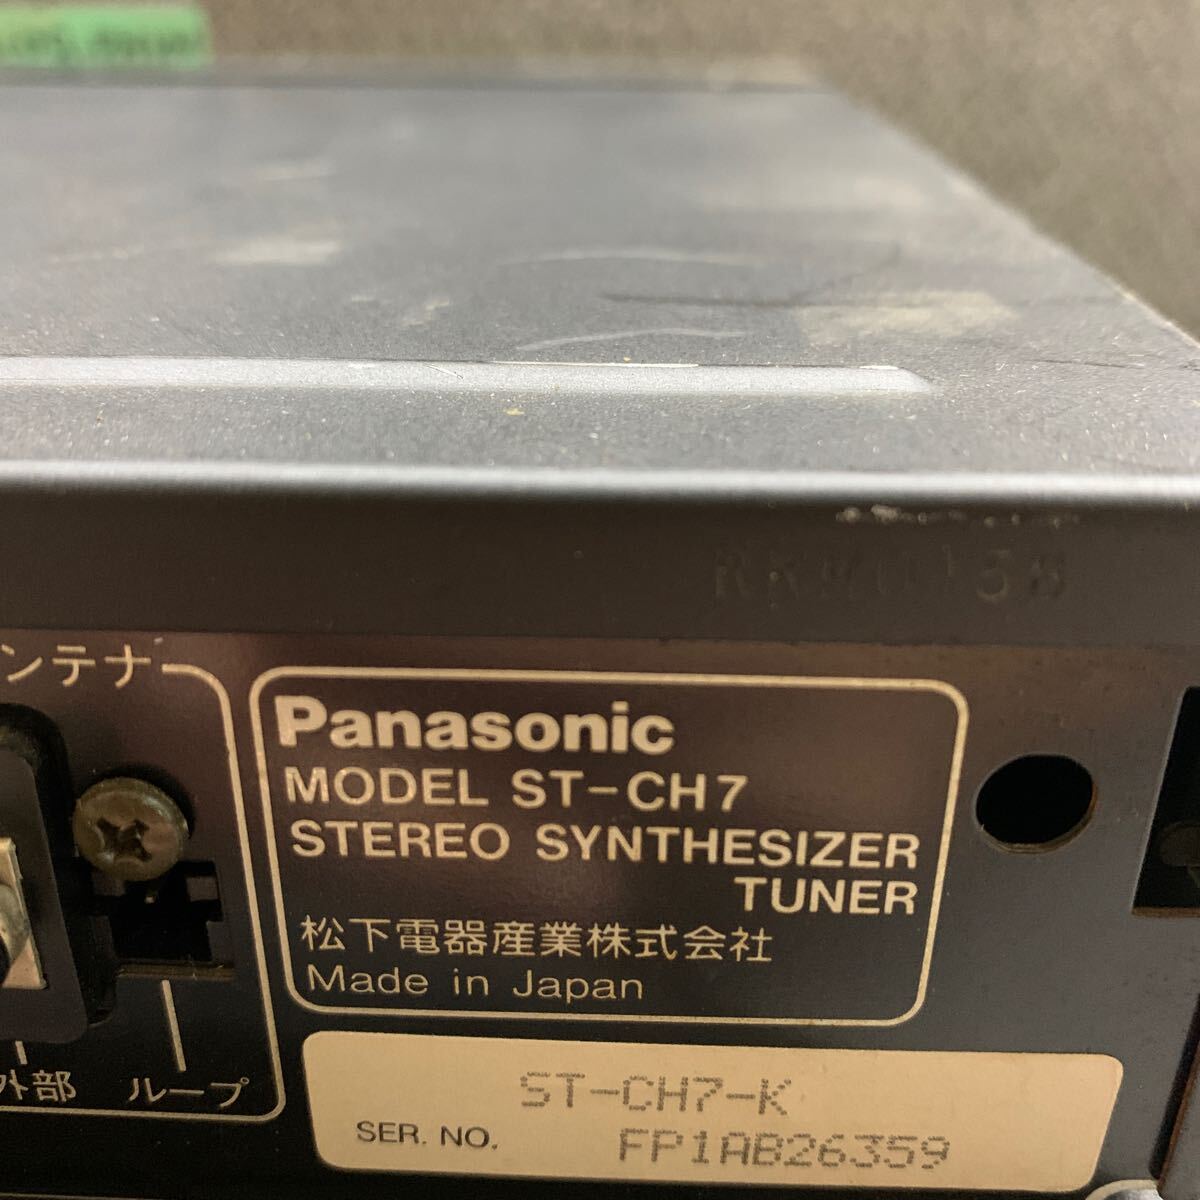 ンテナ
Panasonic
MODEL ST-CH7
STEREO SYNTHESIZER
TUNER
松下電器産業株式会社
Made in Japan
外部 ループ
ST-CH7-K
SER. NO. FP1AB26359